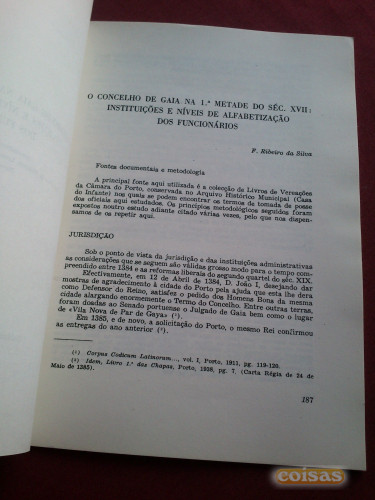 O CONCELHO DE GAIA NA 1.ª METADE DO SÉC. XVII:
INSTITUIÇÕES E NÍVEIS DE ALFABETIZAÇÃO
DOS FUNCIONÁRIOS
F. Ribeiro da Silva
Fontes documentais e metodologia
A principal fonte aqui utilizada é a colecção de Livros de Vereações
da Câmara do Porto, conservada no Arquivo Histórico Municipal (Casa
do Infante) nos quais se podem encontrar os termos da tomada de posse
dos oficiais aqui estudados. Os princípios metodológicos seguidos foram
expostos no nosso estudo adiante citado várias vezes, pelo que nos dispen-
samos de os repetir aqui.
JURISDIÇÃO
Sob o ponto de vista da jurisdição e das instituições administrativas
as considerações que se seguem são válidas grosso modo para o tempo com-
preendido entre 1384 e as reformas liberais do segundo quartel do séc. XIX.
Efectivamente, em 12 de Abril de 1384, D. João I, desejando dar
mostras de agradecimento à cidade do Porto pela ajuda que esta lhe dera
como Defensor do Reino, satisfez o pedido dos Homens Bons da mesma
cidade alargando enormemente o Termo do Concelho. Entre outras terras,
foram doadas ao Senado portuense o Julgado de Gaia bem como o lugar
de «Vila Nova de Par de Gaya» (¹).
Em 1385, e de novo, a solicitação do Porto, o mesmo Rei confirmou
as entregas do ano anterior (²).
(¹) Corpus Codicum Latinorum..., vol. I, Porto, 1911, pg. 119-120.
(²) Idem, Livro 1.º das Chapas, Porto, 1938, pg. 7. (Carta Régia de 24 de
Maio de 1385).
187
coisas